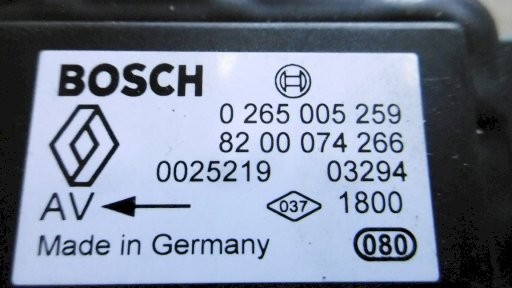 BOSCH
0 265 005 259
82 00 074 266
0025219 03294
AV 037 1800
Made in Germany 080